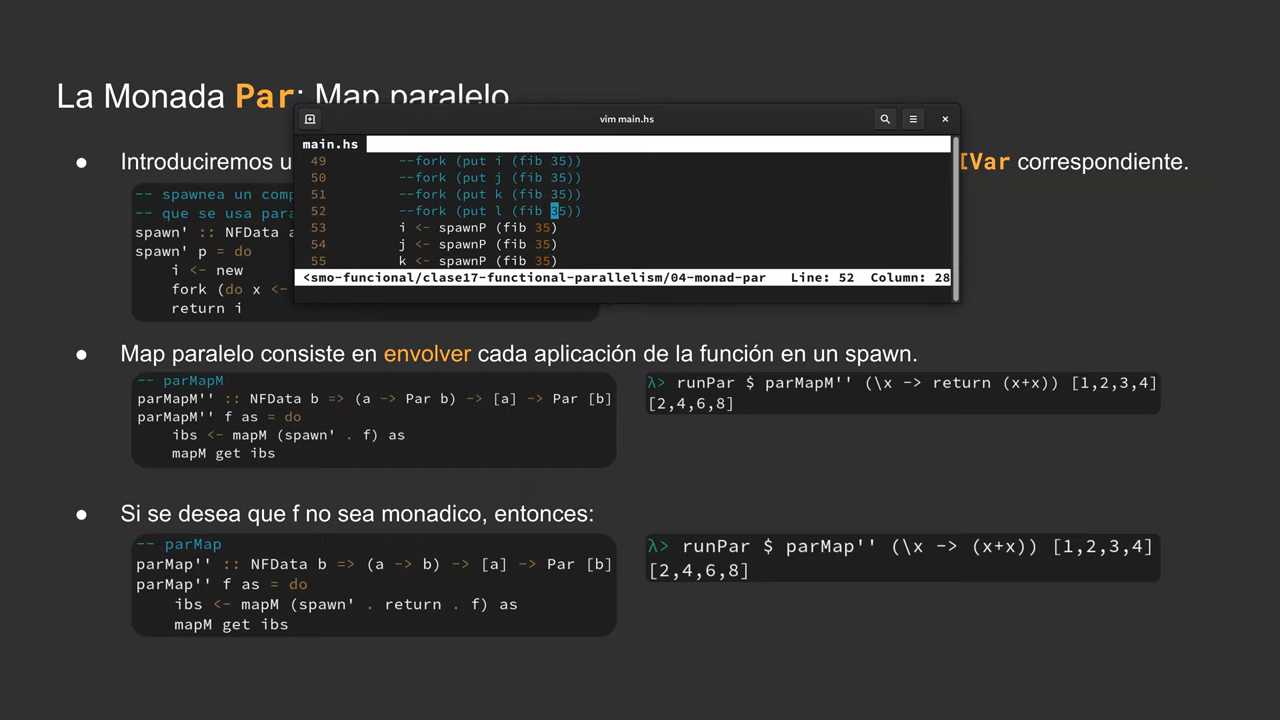 La Monada Par: Map paralelo
vim main.hs
main.hs
49 --fork (put i (fib 35))
50 --fork (put j (fib 35))
51 --fork (put k (fib 35))
52 --fork (put l (fib 35))
53 i <- spawnP (fib 35)
54 j <- spawnP (fib 35)
55 k <- spawnP (fib 35)
<smo-funcional/clase17-functional-parallelism/04-monad-par Line: 52 Column: 28
● Introduciremos IVar correspondiente.
-- spawnea un
-- que se usa
spawn' :: NFData
spawn' p = do
i <- new
fork (do x <-
return i
● Map paralelo consiste en envolver cada aplicación de la función en un spawn.
-- parMapM
parMapM'' :: NFData b => (a -> Par b) -> [a] -> Par [b]
parMapM'' f as = do
ibs <- mapM (spawn' . f) as
mapM get ibs
λ> runPar $ parMapM'' (\x -> return (x+x)) [1,2,3,4]
[2,4,6,8]
● Si se desea que f no sea monadico, entonces:
-- parMap
parMap'' :: NFData b => (a -> b) -> [a] -> Par [b]
parMap'' f as = do
ibs <- mapM (spawn' . return . f) as
mapM get ibs
λ> runPar $ parMap'' (\x -> (x+x)) [1,2,3,4]
[2,4,6,8]